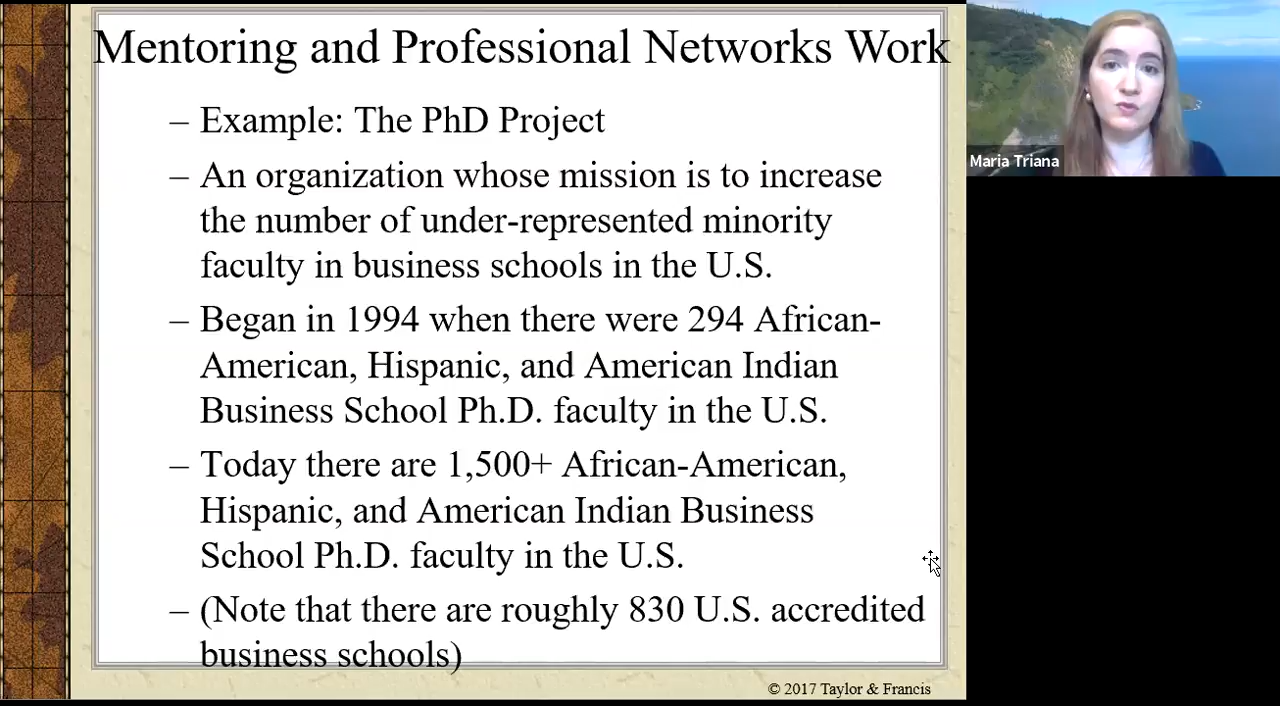 Mentoring and Professional Networks Work
– Example: The PhD Project
– An organization whose mission is to increase
the number of under-represented minority
faculty in business schools in the U.S.
– Began in 1994 when there were 294 African-
American, Hispanic, and American Indian
Business School Ph.D. faculty in the U.S.
– Today there are 1,500+ African-American,
Hispanic, and American Indian Business
School Ph.D. faculty in the U.S.
– (Note that there are roughly 830 U.S. accredited
business schools)
© 2017 Taylor & Francis
Maria Triana